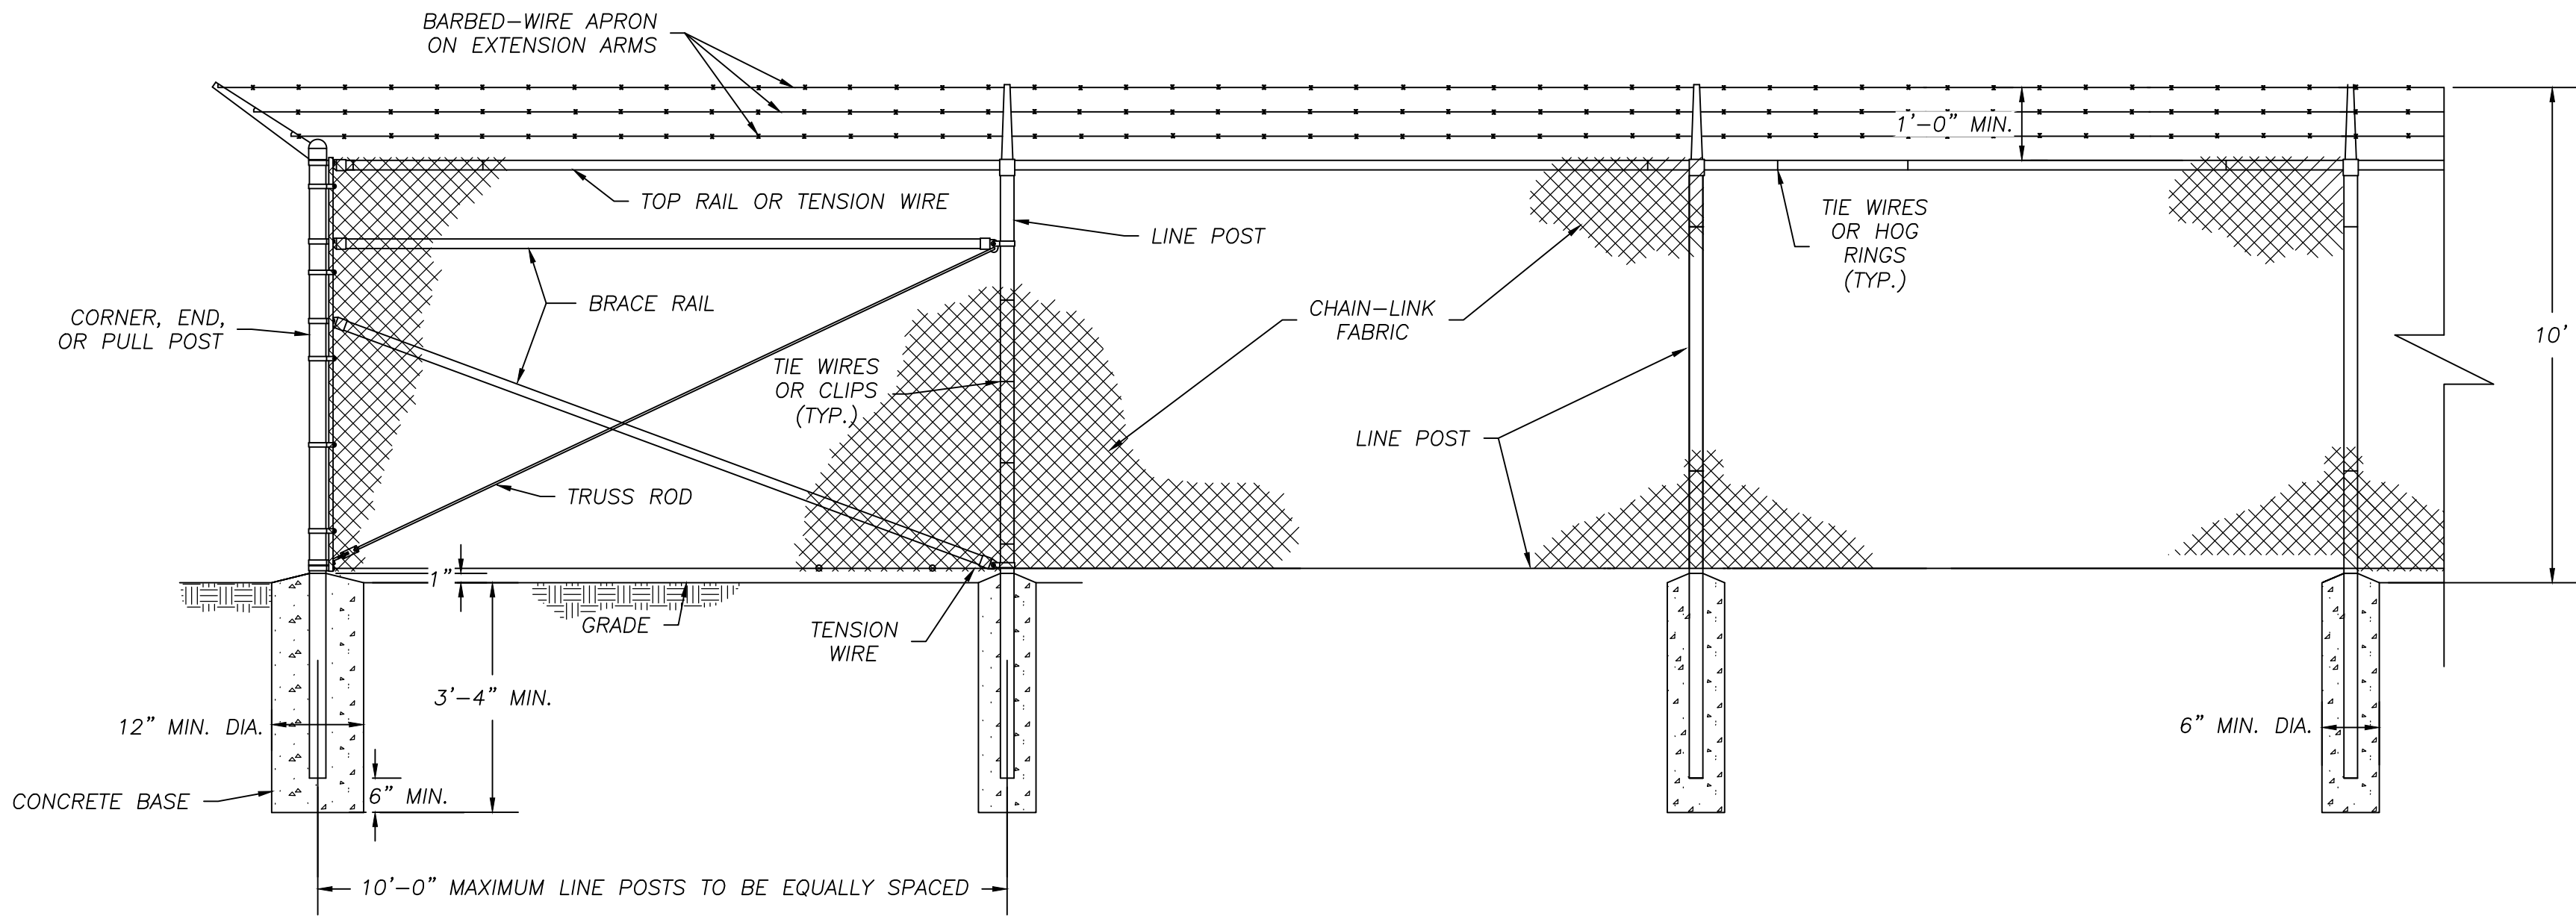 BARBED-WIRE APRON
ON EXTENSION ARMS
1'-0" MIN.
TOP RAIL OR TENSION WIRE
LINE POST
TIE WIRES
OR HOG
RINGS
(TYP.)
BRACE RAIL
CHAIN-LINK
FABRIC
CORNER, END,
OR PULL POST
10'
TIE WIRES
OR CLIPS
(TYP.)
LINE POST
TRUSS ROD
1"
GRADE
TENSION
WIRE
3'-4" MIN.
12" MIN. DIA.
6" MIN. DIA.
6" MIN.
CONCRETE BASE
10'-0" MAXIMUM LINE POSTS TO BE EQUALLY SPACED